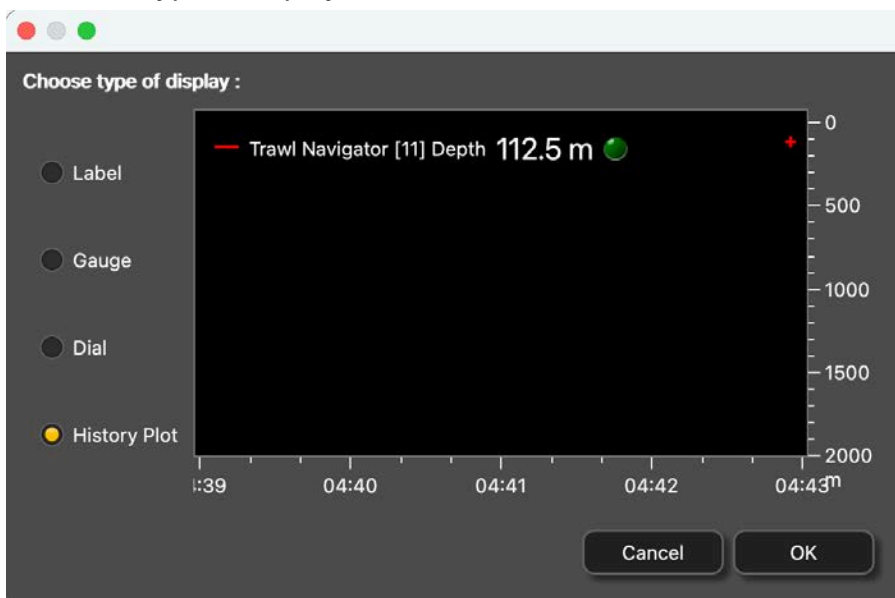 Choose type of display :
Label
Gauge
Dial
History Plot
Trawl Navigator [11] Depth 112.5 m
0
500
1000
1500
2000
m
:39 04:40 04:41 04:42 04:43
Cancel OK